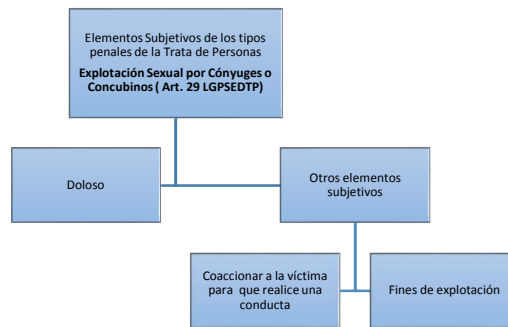 Elementos Subjetivos de los tipos
penales de la Trata de Personas
Explotación Sexual por Cónyuges o
Concubinos ( Art. 29 LGPSEDTP)
Doloso
Otros elementos
subjetivos
Coaccionar a la víctima
para que realice una
conducta
Fines de explotación